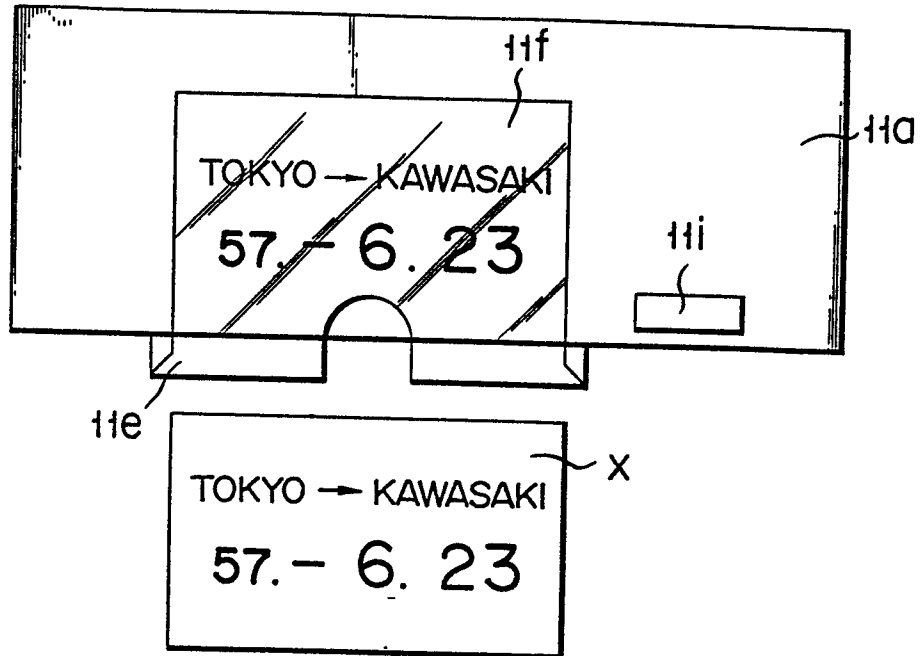 11f
11a
TOKYO → KAWASAKI
57. – 6. 23
11i
11e
X
TOKYO → KAWASAKI
57. – 6. 23